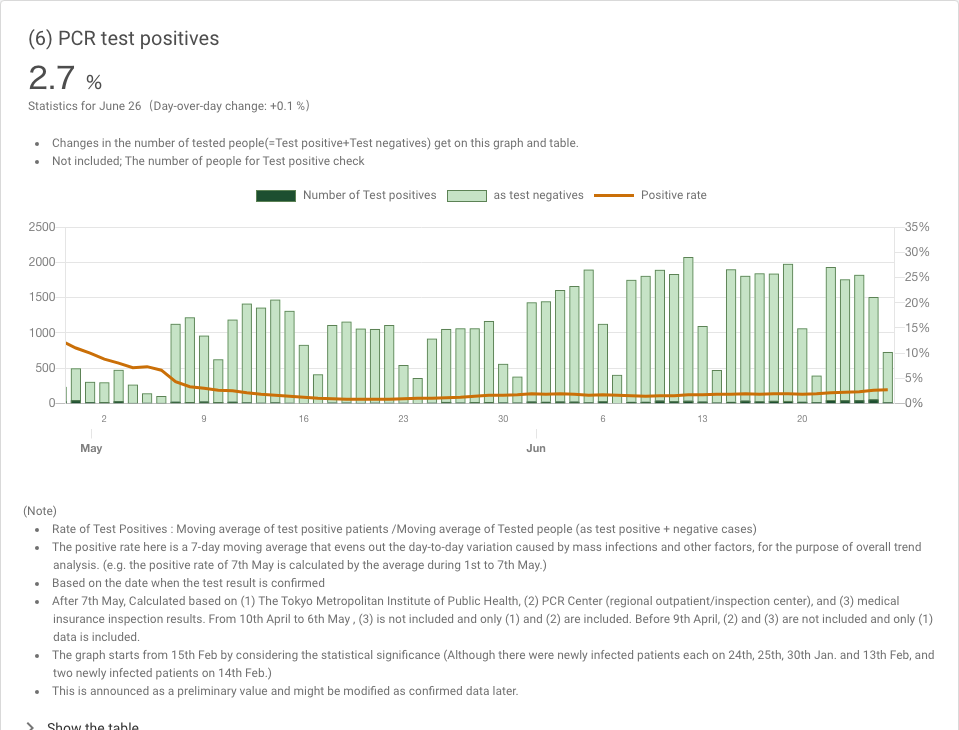 (6) PCR test positives
2.7 %
Statistics for June 26（Day-over-day change: +0.1 %）
Changes in the number of tested people(=Test positive+Test negatives) get on this graph and table.
Not included; The number of people for Test positive check
Number of Test positives as test negatives Positive rate
2500 35%
30%
2000
25%
1500 20%
15%
1000
10%
500
5%
0 0%
2 9 16 23 30 6 13 20
May Jun
(Note)
Rate of Test Positives : Moving average of test positive patients /Moving average of Tested people (as test positive + negative cases)
The positive rate here is a 7-day moving average that evens out the day-to-day variation caused by mass infections and other factors, for the purpose of overall trend
analysis. (e.g. the positive rate of 7th May is calculated by the average during 1st to 7th May.)
Based on the date when the test result is confirmed
After 7th May, Calculated based on (1) The Tokyo Metropolitan Institute of Public Health, (2) PCR Center (regional outpatient/inspection center), and (3) medical
insurance inspection results. From 10th April to 6th May , (3) is not included and only (1) and (2) are included. Before 9th April, (2) and (3) are not included and only (1)
data is included.
The graph starts from 15th Feb by considering the statistical significance (Although there were newly infected patients each on 24th, 25th, 30th Jan. and 13th Feb, and
two newly infected patients on 14th Feb.)
This is announced as a preliminary value and might be modified as confirmed data later.
Show the table